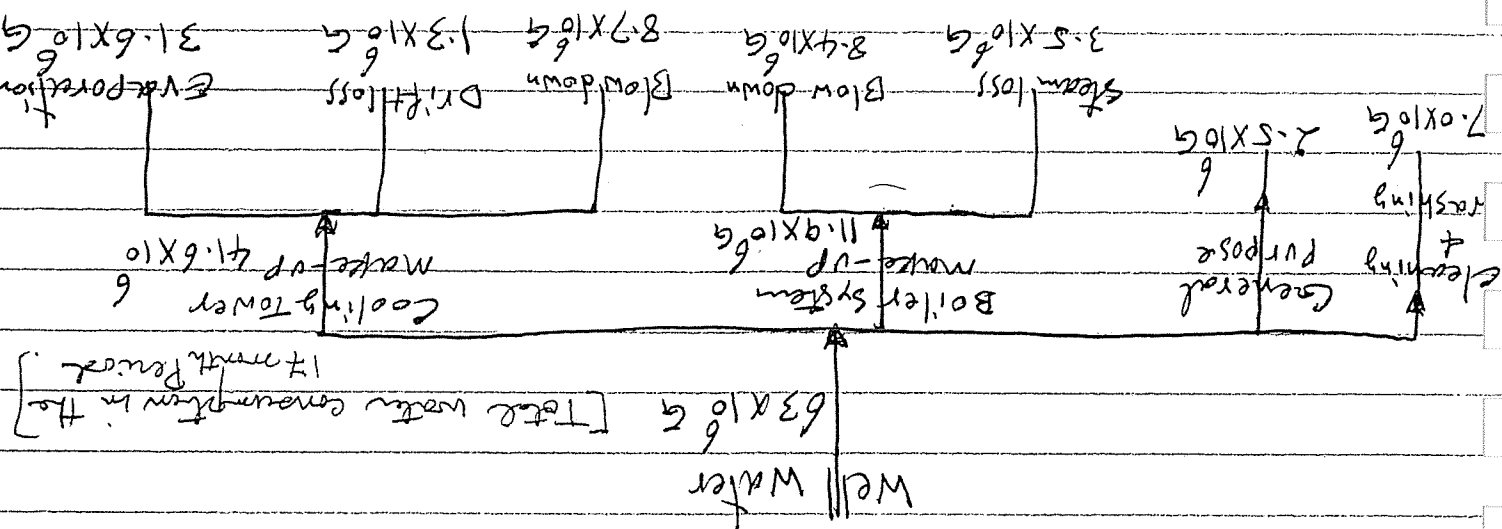 Well Water
63x10⁶ G [Total water consumption in the
17 month Period.]
Cleaning
&
washing
7.0x10⁶ G
General
Purpose
2.5x10⁶ G
Boiler System
make-up
11.9x10⁶ G
Cooling Tower
make-up 41.6x10⁶
Steam loss
3.5x10⁶ G
Blow down
8.4x10⁶ G
Blow down
8.7x10⁶ G
Drift loss
1.3x10⁶ G
Evaporation
31.6x10⁶ G